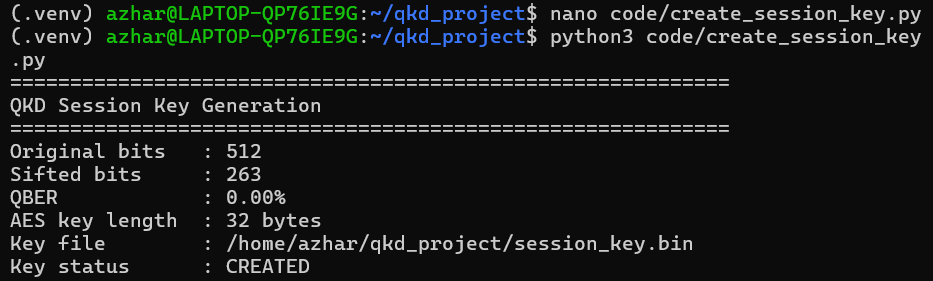 (.venv) azhar@LAPTOP-QP76IE9G:~/qkd_project$ nano code/create_session_key.py
(.venv) azhar@LAPTOP-QP76IE9G:~/qkd_project$ python3 code/create_session_key
.py
============================================================
QKD Session Key Generation
============================================================
Original bits   : 512
Sifted bits     : 263
QBER            : 0.00%
AES key length  : 32 bytes
Key file        : /home/azhar/qkd_project/session_key.bin
Key status      : CREATED